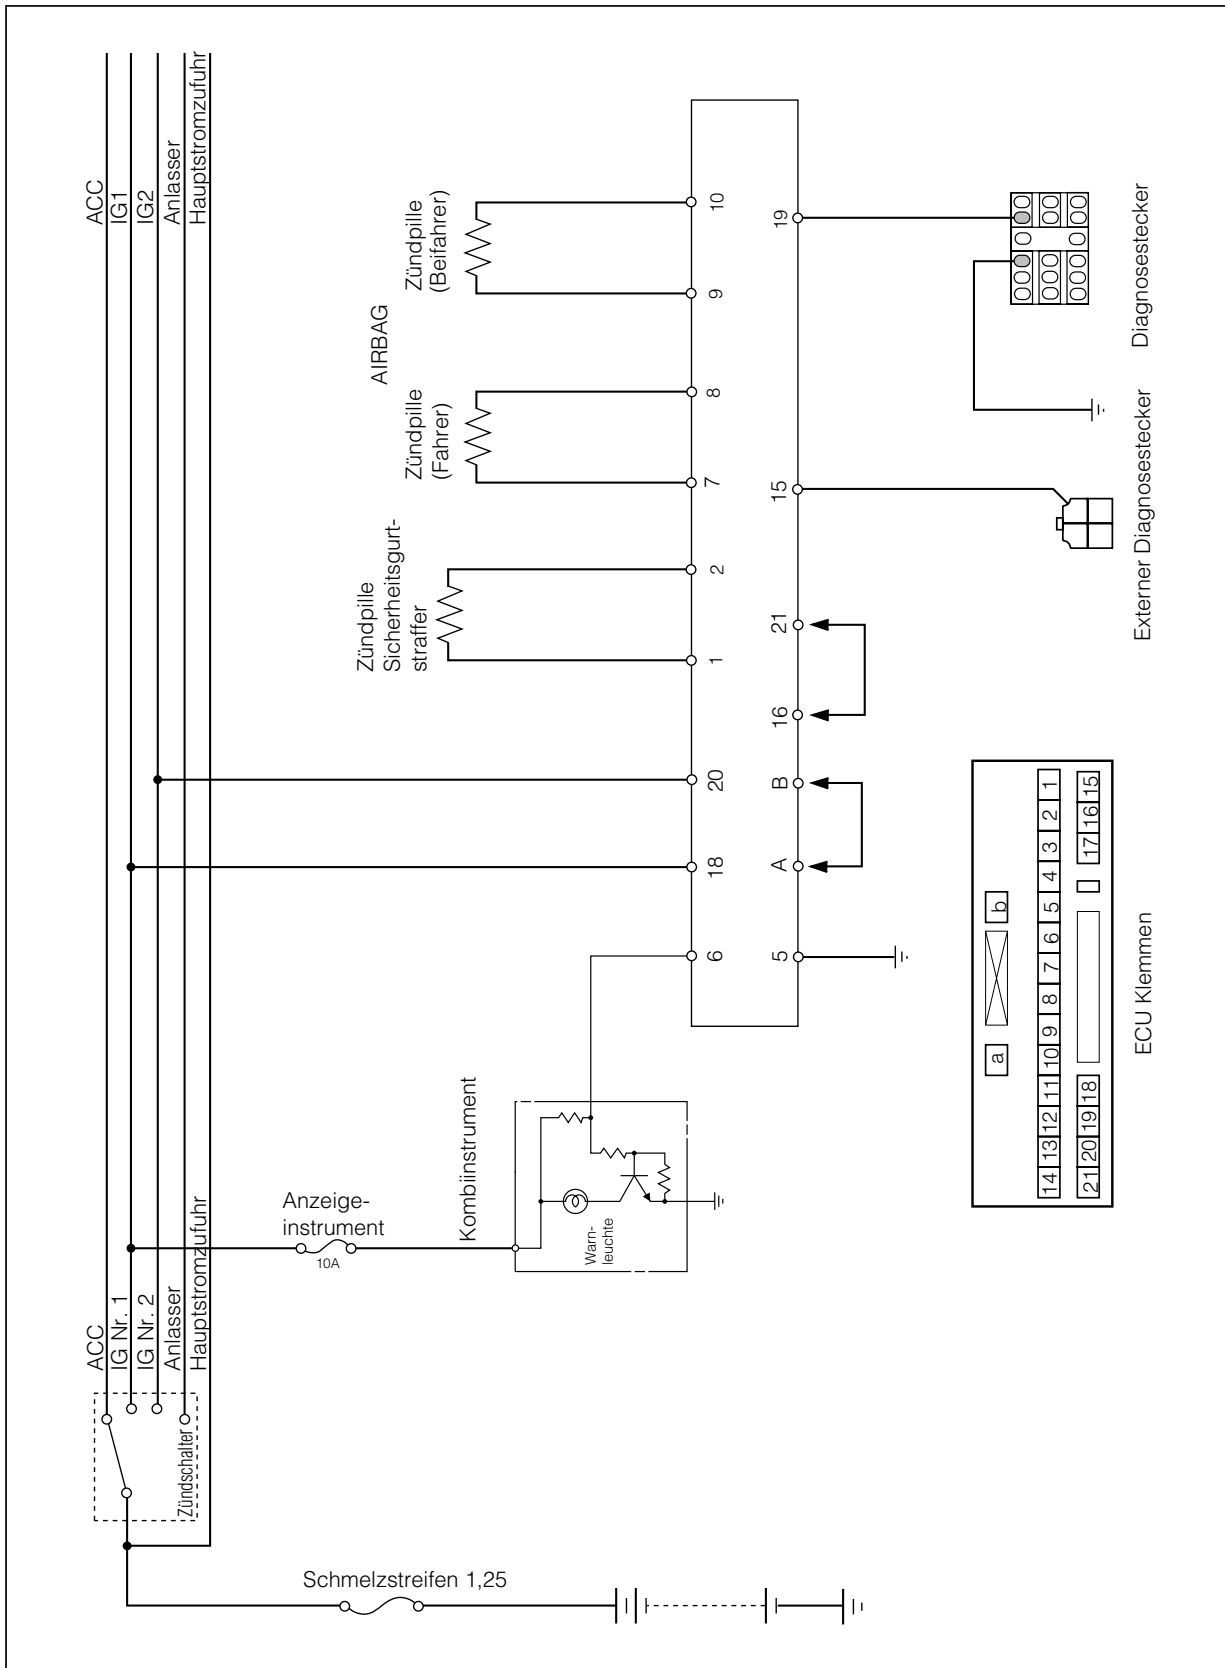 ACC
IG1
IG2
Anlasser
Hauptstromzufuhr
ACC
IG Nr. 1
IG Nr. 2
Anlasser
Hauptstromzufuhr
Zündschalter
Schmelzstreifen 1,25
Anzeige-
instrument
10A
Kombiinstrument
Warn-
leuchte
Zündpille
Sicherheitsgurt-
straffer
AIRBAG
Zündpille
(Fahrer)
Zündpille
(Beifahrer)
6
18
20
1
2
7
8
9
10
5
A
B
16
21
15
19
a
b
14 13 12 11 10 9 8 7 6 5 4 3 2 1
21 20 19 18
17 16 15
ECU Klemmen
Externer Diagnosestecker
Diagnosestecker